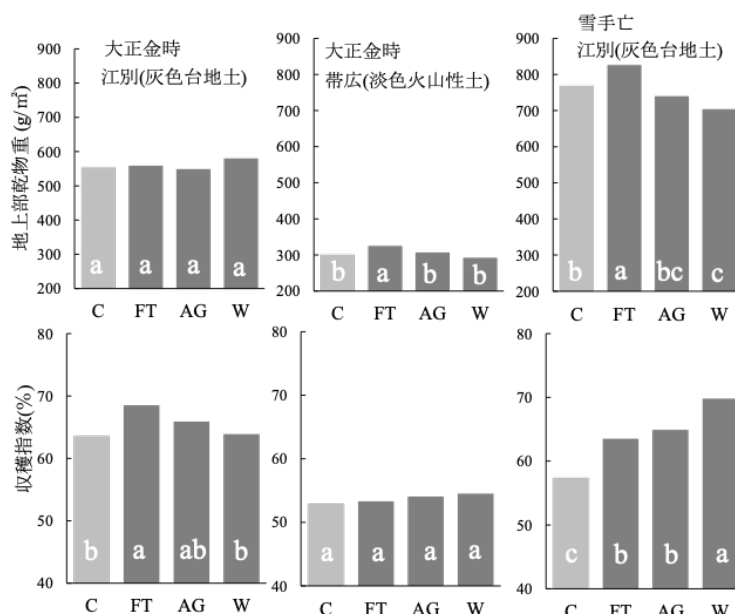 大正金時
江別(灰色台地土)
地上部乾物重 (g/㎡)
900
800
700
600
500
400
300
200
a a a a
C FT AG W
大正金時
帯広(淡色火山性土)
900
800
700
600
500
400
300
200
b a b b
C FT AG W
雪手亡
江別(灰色台地土)
900
800
700
600
500
400
300
200
b a bc c
C FT AG W
収穫指数(%)
80
70
60
50
40
b a ab b
C FT AG W
80
70
60
50
40
a a a a
C FT AG W
80
70
60
50
40
c b b a
C FT AG W